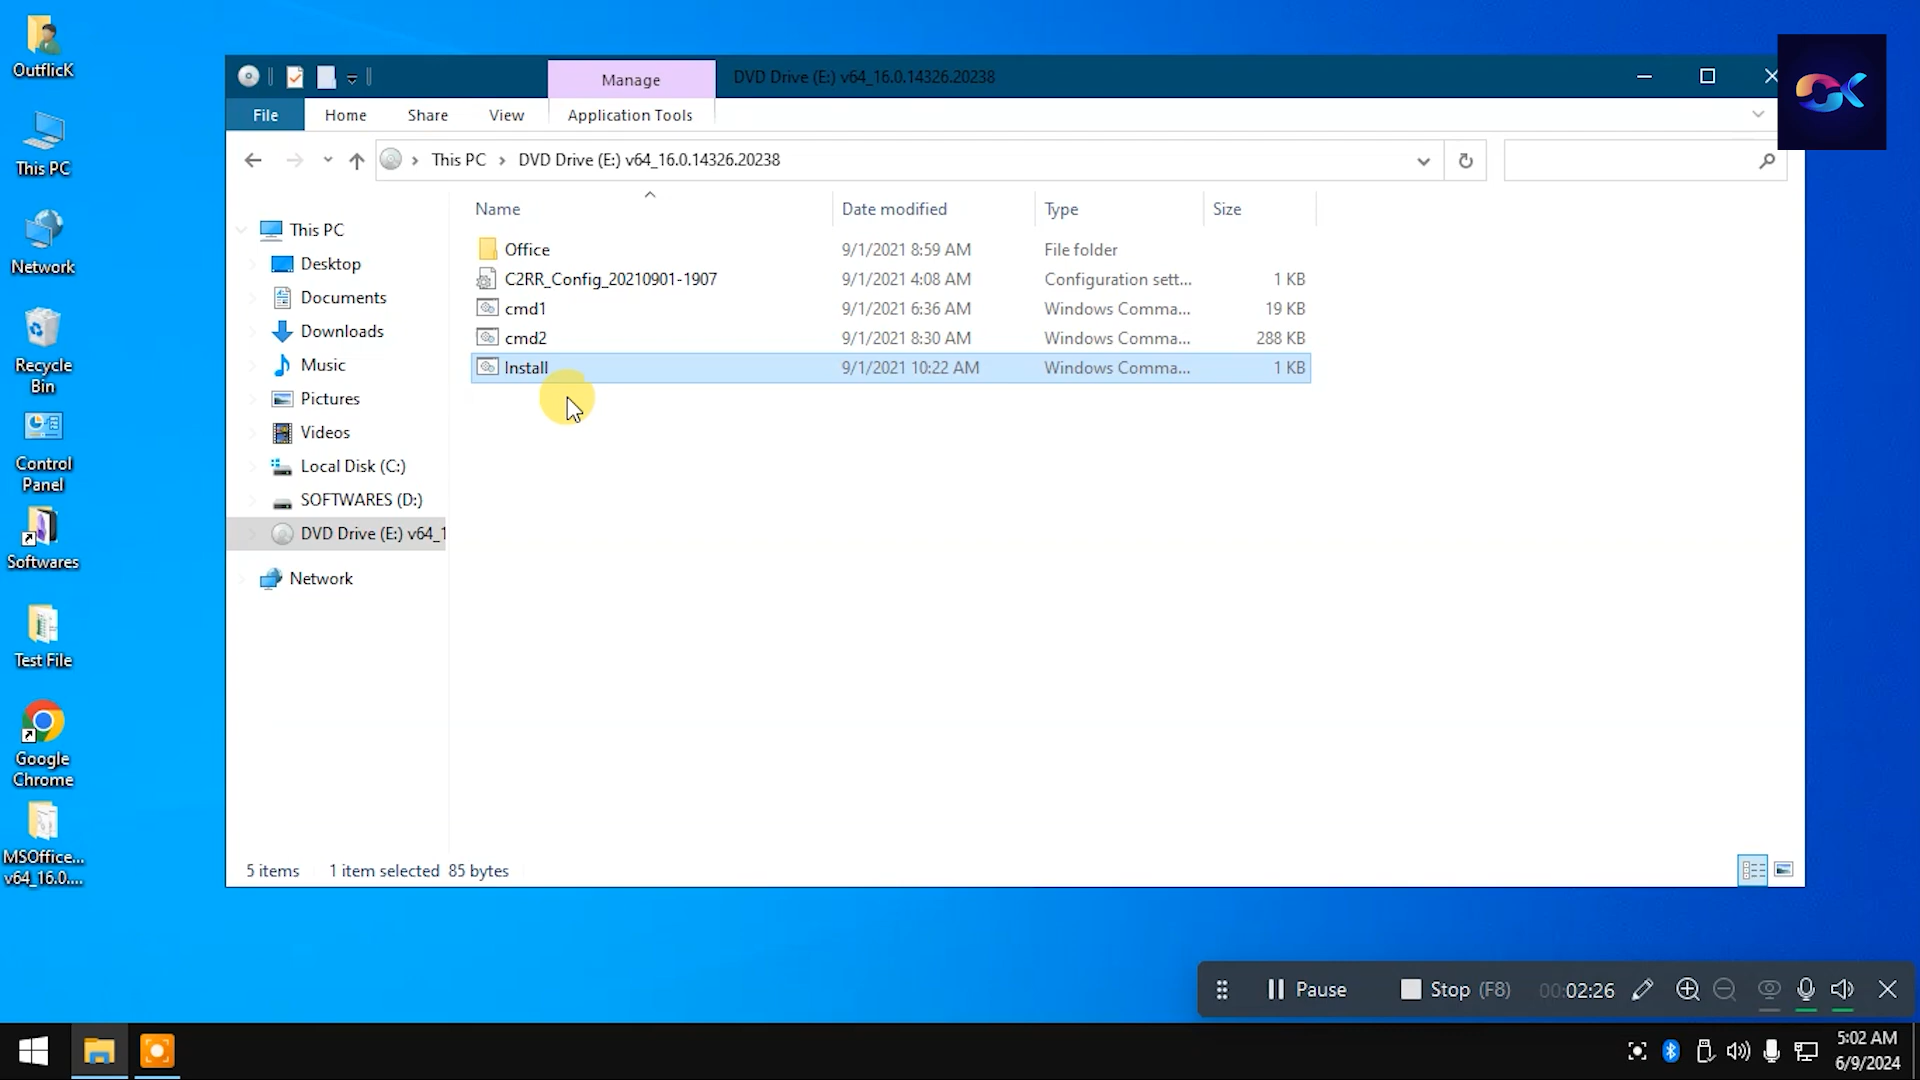 OutflicK
This PC
Network
Recycle
Bin
Control
Panel
Softwares
Test File
Google
Chrome
MSOffice...
v64_16.0....
Manage
DVD Drive (E:) v64_16.0.14326.20238
File
Home
Share
View
Application Tools
This PC
DVD Drive (E:) v64_16.0.14326.20238
This PC
Desktop
Documents
Downloads
Music
Pictures
Videos
Local Disk (C:)
SOFTWARES (D:)
DVD Drive (E:) v64_1
Network
Name Date modified Type Size
Office 9/1/2021 8:59 AM File folder
C2RR_Config_20210901-1907 9/1/2021 4:08 AM Configuration sett... 1 KB
cmd1 9/1/2021 6:36 AM Windows Comma... 19 KB
cmd2 9/1/2021 8:30 AM Windows Comma... 288 KB
Install 9/1/2021 10:22 AM Windows Comma... 1 KB
5 items 1 item selected 85 bytes
Pause
Stop (F8)
00:02:26
5:02 AM
6/9/2024